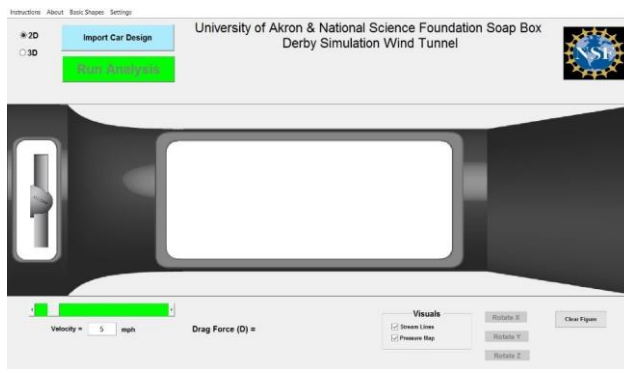 Instructions About Basic Shapes Settings
University of Akron & National Science Foundation Soap Box
Derby Simulation Wind Tunnel
2D
3D
Import Car Design
Run Analysis
NSF
Velocity = 5 mph
Drag Force (D) =
Visuals
Stream Lines
Pressure Map
Rotate X
Rotate Y
Rotate Z
Clear Figure